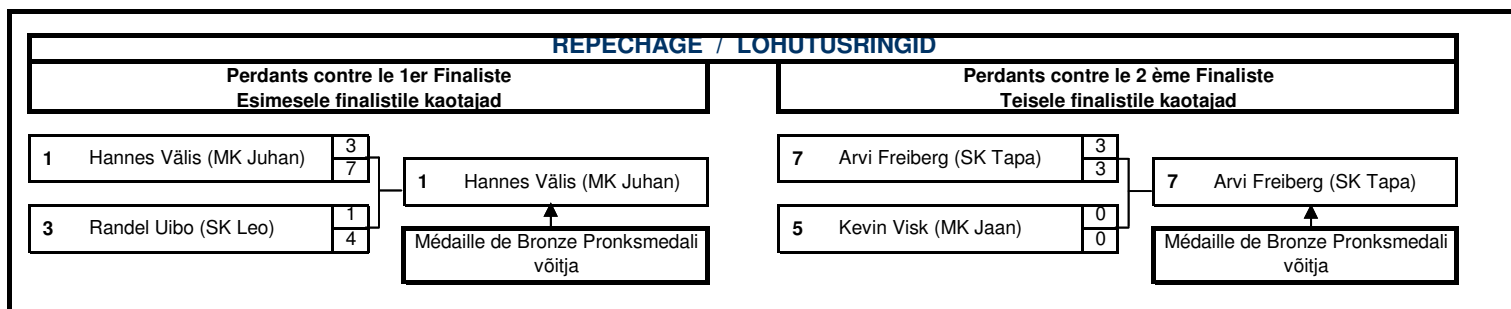 REPECHAGE / LOHUTUSRINGID
Perdants contre le 1er Finaliste
Esimesele finalistile kaotajad
1 Hannes Välis (MK Juhan) 3
7
1 Hannes Välis (MK Juhan)
3 Randel Uibo (SK Leo) 1
4
Médaille de Bronze Pronksmedali
võitja
Perdants contre le 2 ème Finaliste
Teisele finalistile kaotajad
7 Arvi Freiberg (SK Tapa) 3
3
7 Arvi Freiberg (SK Tapa)
5 Kevin Visk (MK Jaan) 0
0
Médaille de Bronze Pronksmedali
võitja